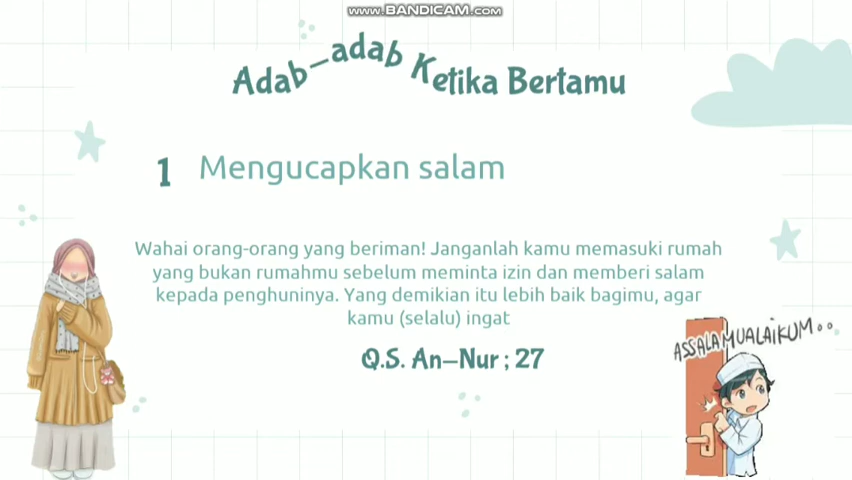 www.BANDICAM.com
Adab-adab Ketika Bertamu
1 Mengucapkan salam
Wahai orang-orang yang beriman! Janganlah kamu memasuki rumah
yang bukan rumahmu sebelum meminta izin dan memberi salam
kepada penghuninya. Yang demikian itu lebih baik bagimu, agar
kamu (selalu) ingat
Q.S. An-Nur ; 27
ASSALAMUALAIKUM..